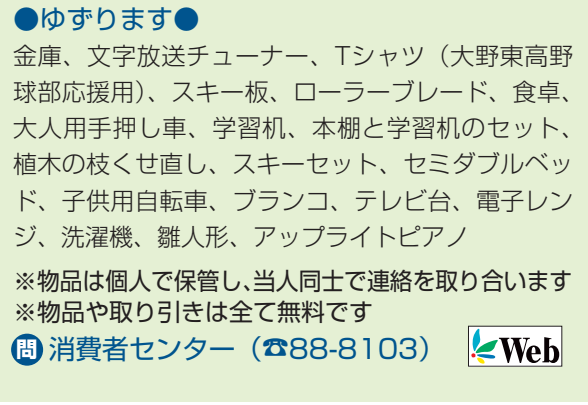 ●ゆずります●
金庫、文字放送チューナー、Tシャツ（大野東高野
球部応援用）、スキー板、ローラーブレード、食卓、
大人用手押し車、学習机、本棚と学習机のセット、
植木の枝くせ直し、スキーセット、セミダブルベッ
ド、子供用自転車、ブランコ、テレビ台、電子レン
ジ、洗濯機、雛人形、アップライトピアノ
※物品は個人で保管し、当人同士で連絡を取り合います
※物品や取り引きは全て無料です
問 消費者センター（☎88-8103） Web